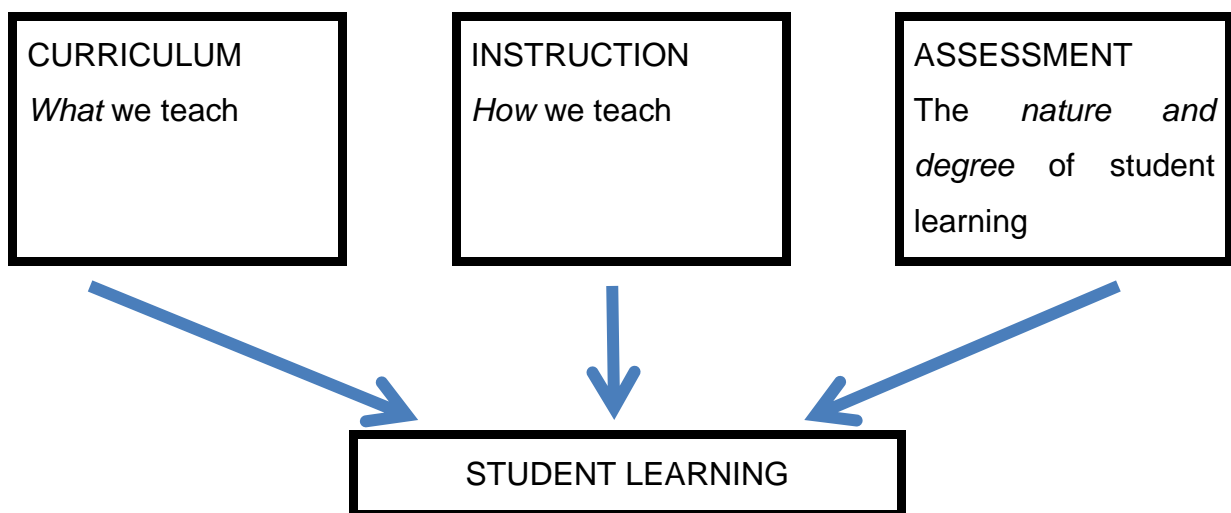 CURRICULUM
What we teach
INSTRUCTION
How we teach
ASSESSMENT
The nature and
degree of student
learning
STUDENT LEARNING